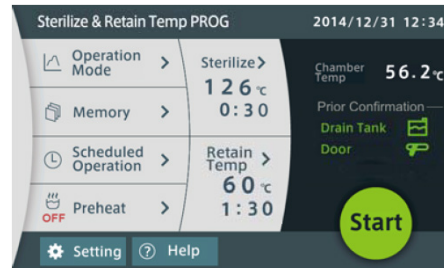 Sterilize & Retain Temp PROG
2014/12/31 12:34
Operation
Mode >
Memory >
Scheduled
Operation >
OFF Preheat >
Sterilize>
126℃
0:30
Retain
Temp >
60℃
1:30
Chamber
Temp 56.2℃
Prior Confirmation
Drain Tank
Door
Start
Setting
? Help